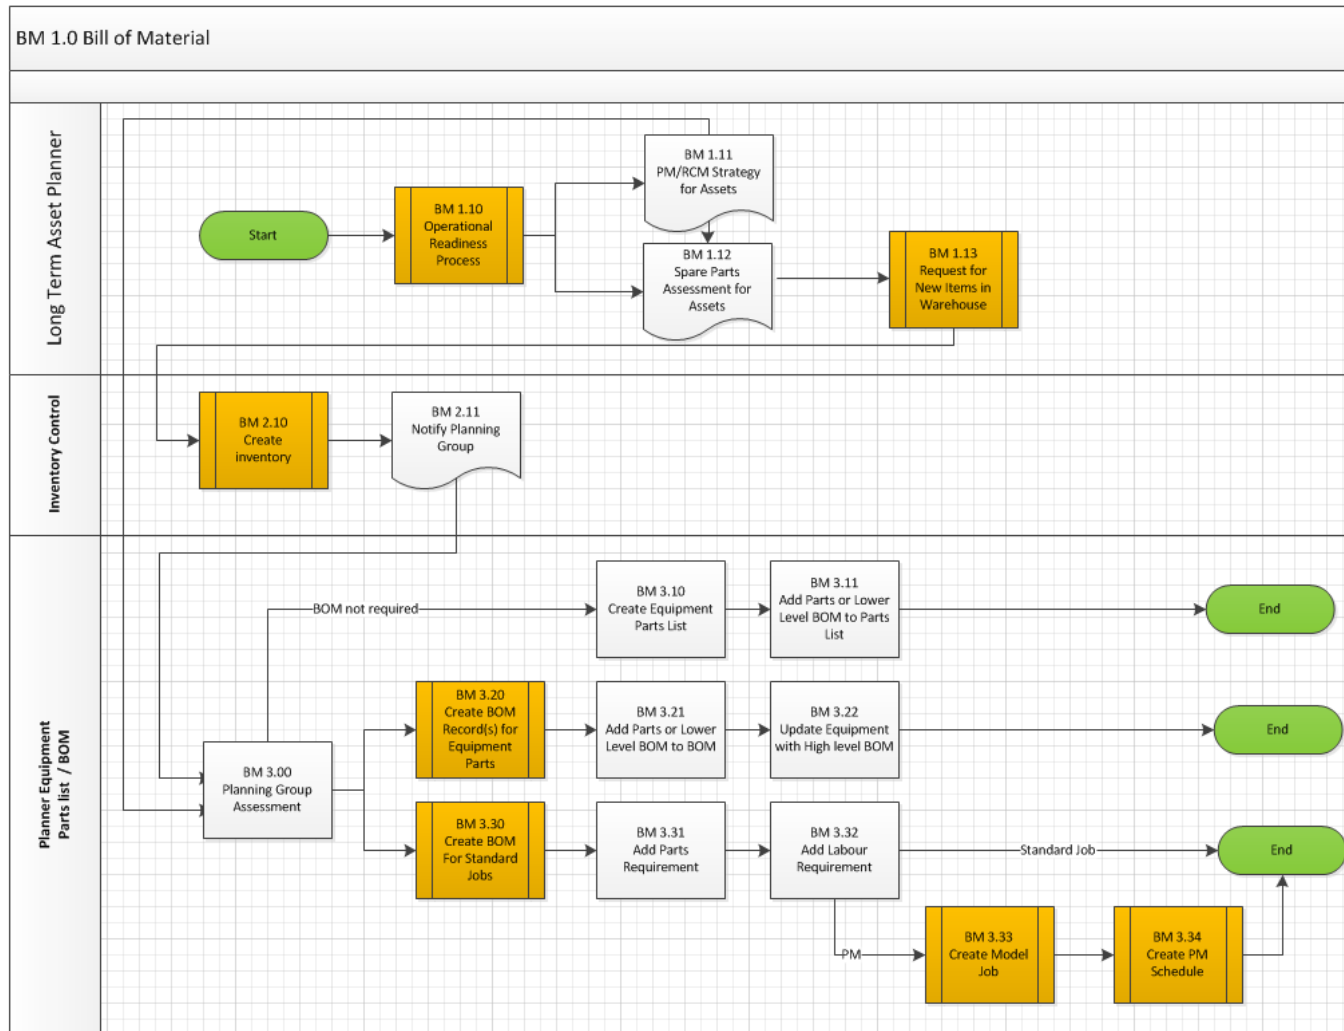 BM 1.0 Bill of Material
Long Term Asset Planner
Start
BM 1.10
Operational
Readiness
Process
BM 1.11
PM/RCM Strategy
for Assets
BM 1.12
Spare Parts
Assessment for
Assets
BM 1.13
Request for
New Items in
Warehouse
Inventory Control
BM 2.10
Create
inventory
BM 2.11
Notify Planning
Group
Planner Equipment
Parts list / BOM
BM 3.00
Planning Group
Assessment
BOM not required
BM 3.10
Create Equipment
Parts List
BM 3.11
Add Parts or Lower
Level BOM to Parts
List
End
BM 3.20
Create BOM
Record(s) for
Equipment
Parts
BM 3.21
Add Parts or Lower
Level BOM to BOM
BM 3.22
Update Equipment
with High level BOM
End
BM 3.30
Create BOM
For Standard
Jobs
BM 3.31
Add Parts
Requirement
BM 3.32
Add Labour
Requirement
Standard Job
End
PM
BM 3.33
Create Model
Job
BM 3.34
Create PM
Schedule